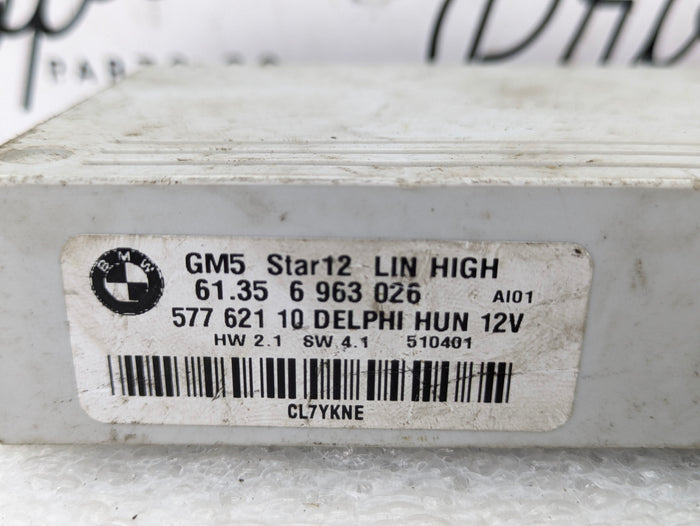 BMW
GM5 Star12 LIN HIGH
61.35 6 963 026 AI01
577 621 10 DELPHI HUN 12V
HW 2.1 SW 4.1 510401
CL7YKNE